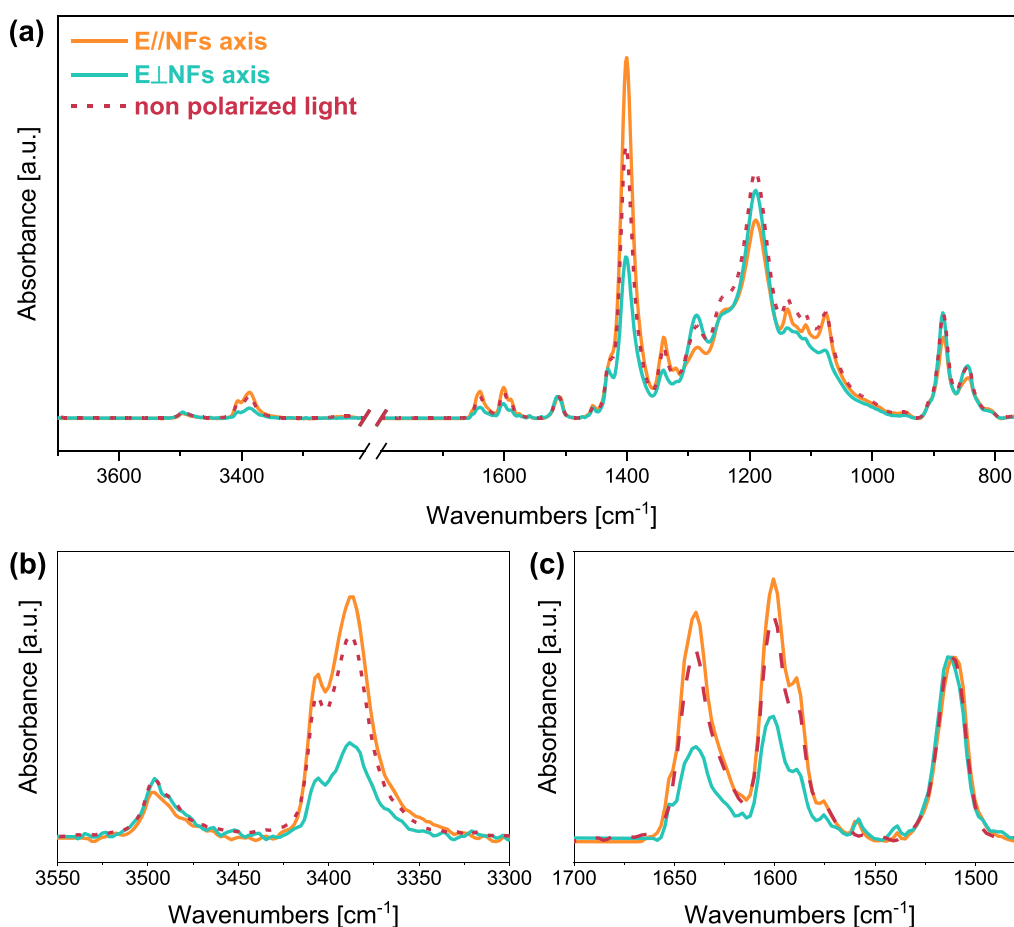 (a)
E//NFs axis
E⊥NFs axis
non polarized light
Absorbance [a.u.]
3600 3400 1600 1400 1200 1000 800
Wavenumbers [cm⁻¹]
(b)
Absorbance [a.u.]
3550 3500 3450 3400 3350 3300
Wavenumbers [cm⁻¹]
(c)
Absorbance [a.u.]
1700 1650 1600 1550 1500
Wavenumbers [cm⁻¹]